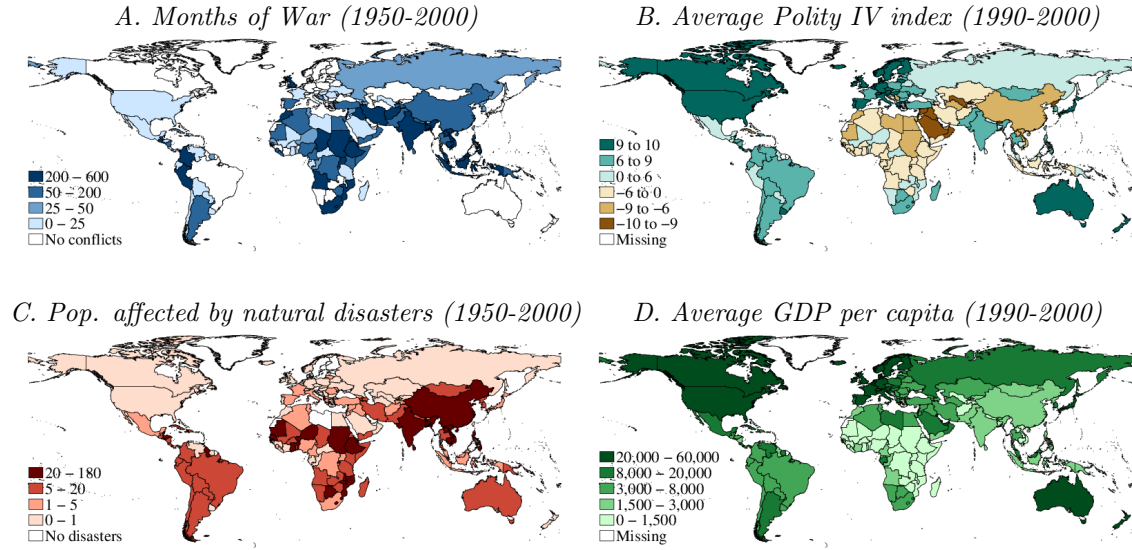 A. Months of War (1950-2000)
200 – 600
50 – 200
25 – 50
0 – 25
No conflicts
B. Average Polity IV index (1990-2000)
9 to 10
6 to 9
0 to 6
−6 to 0
−9 to −6
−10 to −9
Missing
C. Pop. affected by natural disasters (1950-2000)
20 – 180
5 – 20
1 – 5
0 – 1
No disasters
D. Average GDP per capita (1990-2000)
20,000 – 60,000
8,000 – 20,000
3,000 – 8,000
1,500 – 3,000
0 – 1,500
Missing